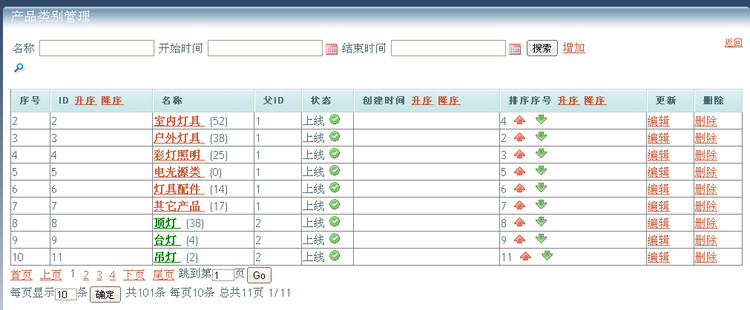 产品类别管理
名称 开始时间 结束时间 搜索 增加 返回
序号 ID 升序 降序 名称 父ID 状态 创建时间 升序 降序 排序序号 升序 降序 更新 删除
2 2 室内灯具 (52) 1 上线 4 编辑 删除
3 3 户外灯具 (38) 1 上线 2 编辑 删除
4 4 彩灯照明 (25) 1 上线 3 编辑 删除
5 5 电光源类 (0) 1 上线 5 编辑 删除
6 6 灯具配件 (14) 1 上线 6 编辑 删除
7 7 其它产品 (17) 1 上线 7 编辑 删除
8 8 顶灯 (38) 2 上线 8 编辑 删除
9 9 台灯 (4) 2 上线 9 编辑 删除
10 11 吊灯 (2) 2 上线 11 编辑 删除
首页 上页 1 2 3 4 下页 尾页 跳到第 1 页 Go
每页显示 10 条 确定 共101条 每页10条 总共11页 1/11